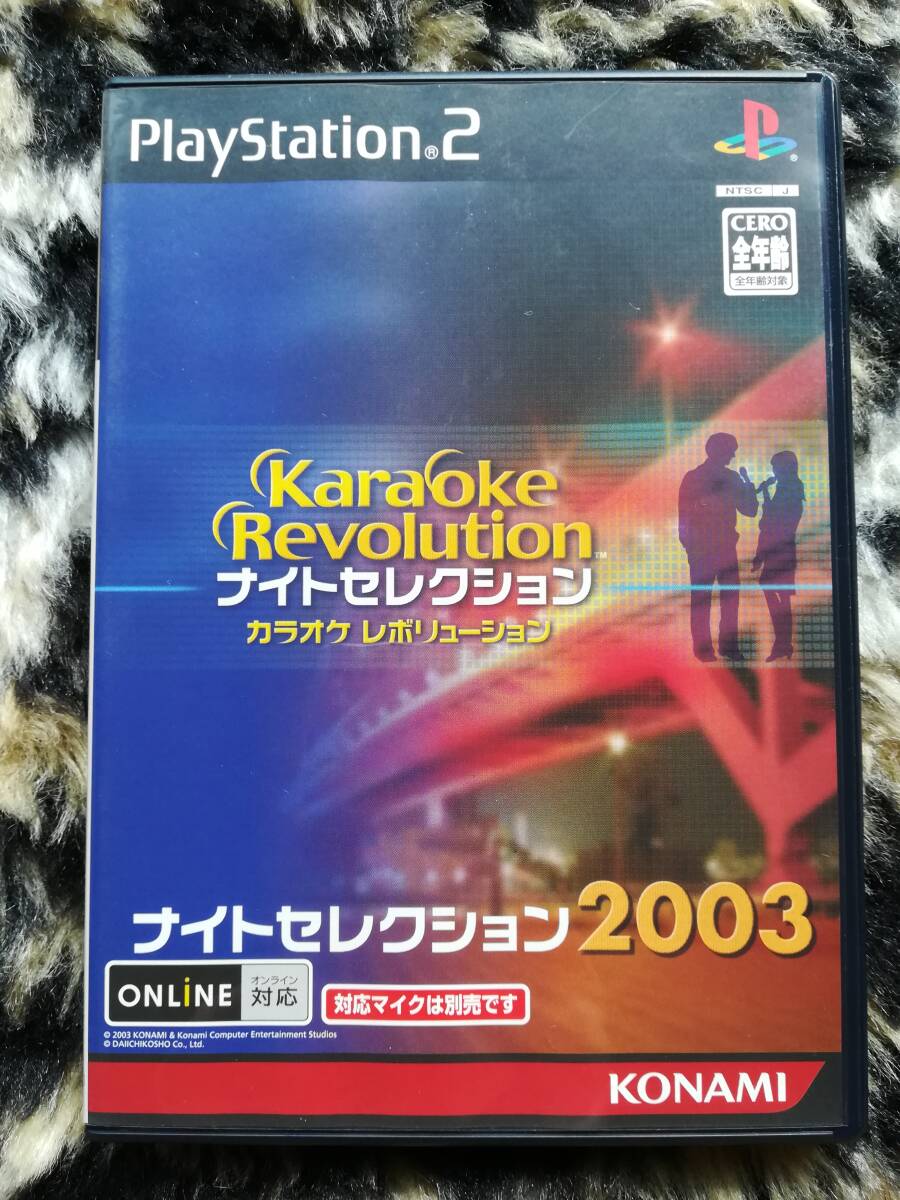 PlayStation®2
NTSC J
CERO
全年齢
全年齢対象
Karaoke
Revolution™
ナイトセレクション
カラオケ レボリューション
ナイトセレクション2003
ONLiNE オンライン対応
対応マイクは別売です
© 2003 KONAMI & Konami Computer Entertainment Studios
© DAIICHIKOSHO Co., Ltd.
KONAMI